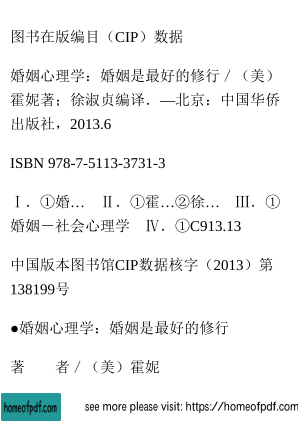 图书在版编目（CIP）数据
婚姻心理学：婚姻是最好的修行／（美）
霍妮著；徐淑贞编译．—北京：中国华侨
出版社，2013.6
ISBN 978-7-5113-3731-3
Ⅰ．①婚… Ⅱ．①霍…②徐… Ⅲ．①
婚姻－社会心理学 Ⅳ．①C913.13
中国版本图书馆CIP数据核字（2013）第
138199号
●婚姻心理学：婚姻是最好的修行
著　　者／（美）霍妮
homeofpdf.com
see more please visit: https://homeofpdf.com